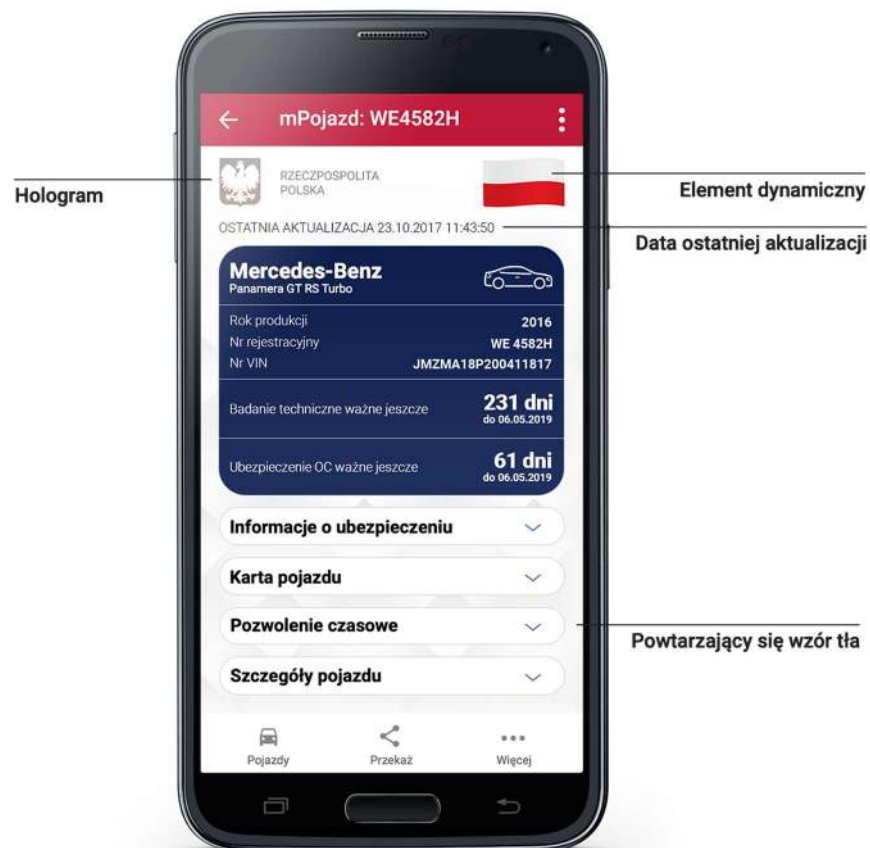 mPojazd: WE4582H
Hologram
RZECZPOSPOLITA
POLSKA
Element dynamiczny
OSTATNIA AKTUALIZACJA 23.10.2017 11:43:50
Data ostatniej aktualizacji
Mercedes-Benz
Panamera GT RS Turbo
Rok produkcji 2016
Nr rejestracyjny WE 4582H
Nr VIN JMZMA18P200411817
Badanie techniczne ważne jeszcze 231 dni
do 06.05.2019
Ubezpieczenie OC ważne jeszcze 61 dni
do 06.05.2019
Informacje o ubezpieczeniu
Karta pojazdu
Pozwolenie czasowe
Powtarzający się wzór tła
Szczegóły pojazdu
Pojazdy Przekaż Więcej